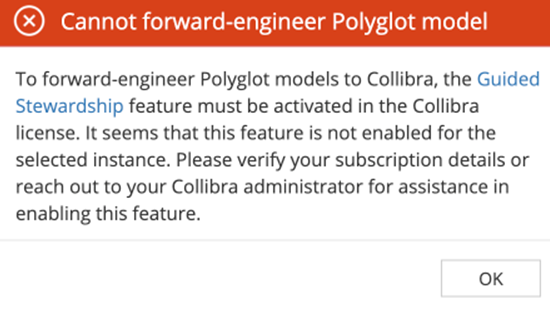 Cannot forward-engineer Polyglot model
To forward-engineer Polyglot models to Collibra, the Guided
Stewardship feature must be activated in the Collibra
license. It seems that this feature is not enabled for the
selected instance. Please verify your subscription details or
reach out to your Collibra administrator for assistance in
enabling this feature.
OK